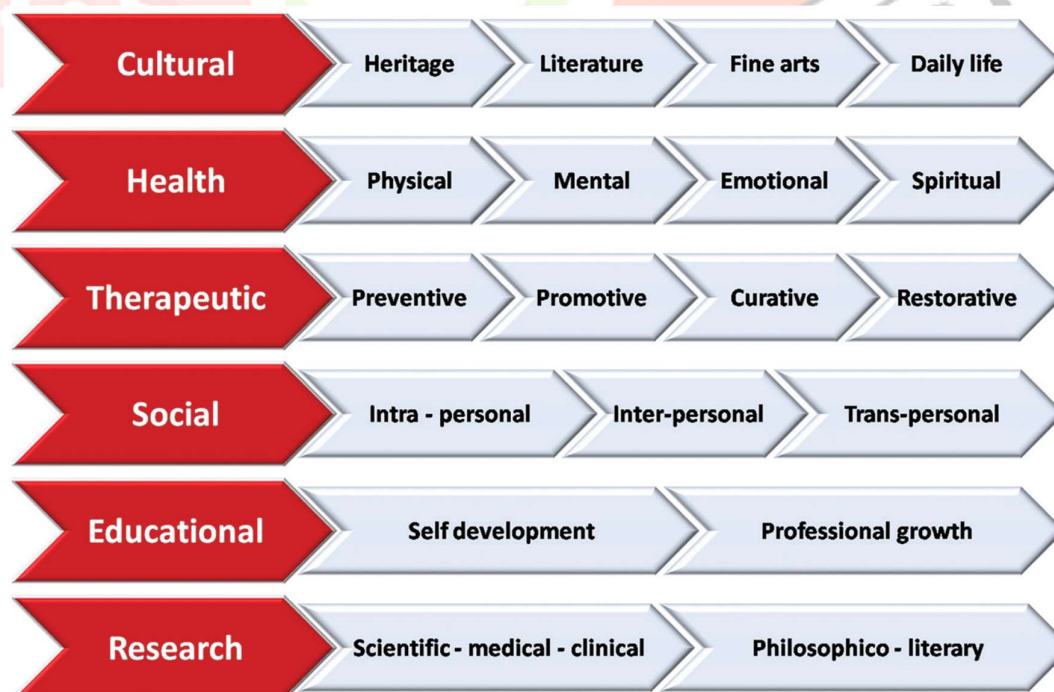 Cultural Heritage Literature Fine arts Daily life
Health Physical Mental Emotional Spiritual
Therapeutic Preventive Promotive Curative Restorative
Social Intra - personal Inter-personal Trans-personal
Educational Self development Professional growth
Research Scientific - medical - clinical Philosophico - literary